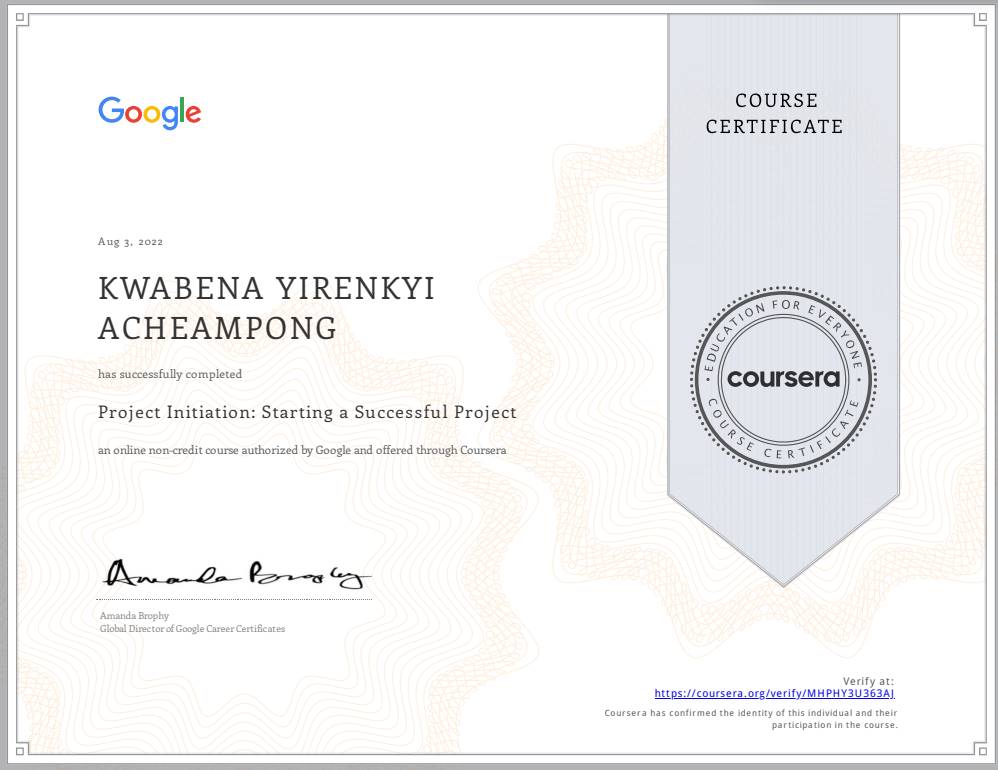 Google
COURSE
CERTIFICATE
Aug 3, 2022
KWABENA YIRENKYI
ACHEAMPONG
has successfully completed
Project Initiation: Starting a Successful Project
an online non-credit course authorized by Google and offered through Coursera
EDUCATION FOR EVERYONE
coursera
COURSE CERTIFICATE
Amanda Brophy
Amanda Brophy
Global Director of Google Career Certificates
Verify at:
https://coursera.org/verify/MHPHY3U363AJ
Coursera has confirmed the identity of this individual and their
participation in the course.